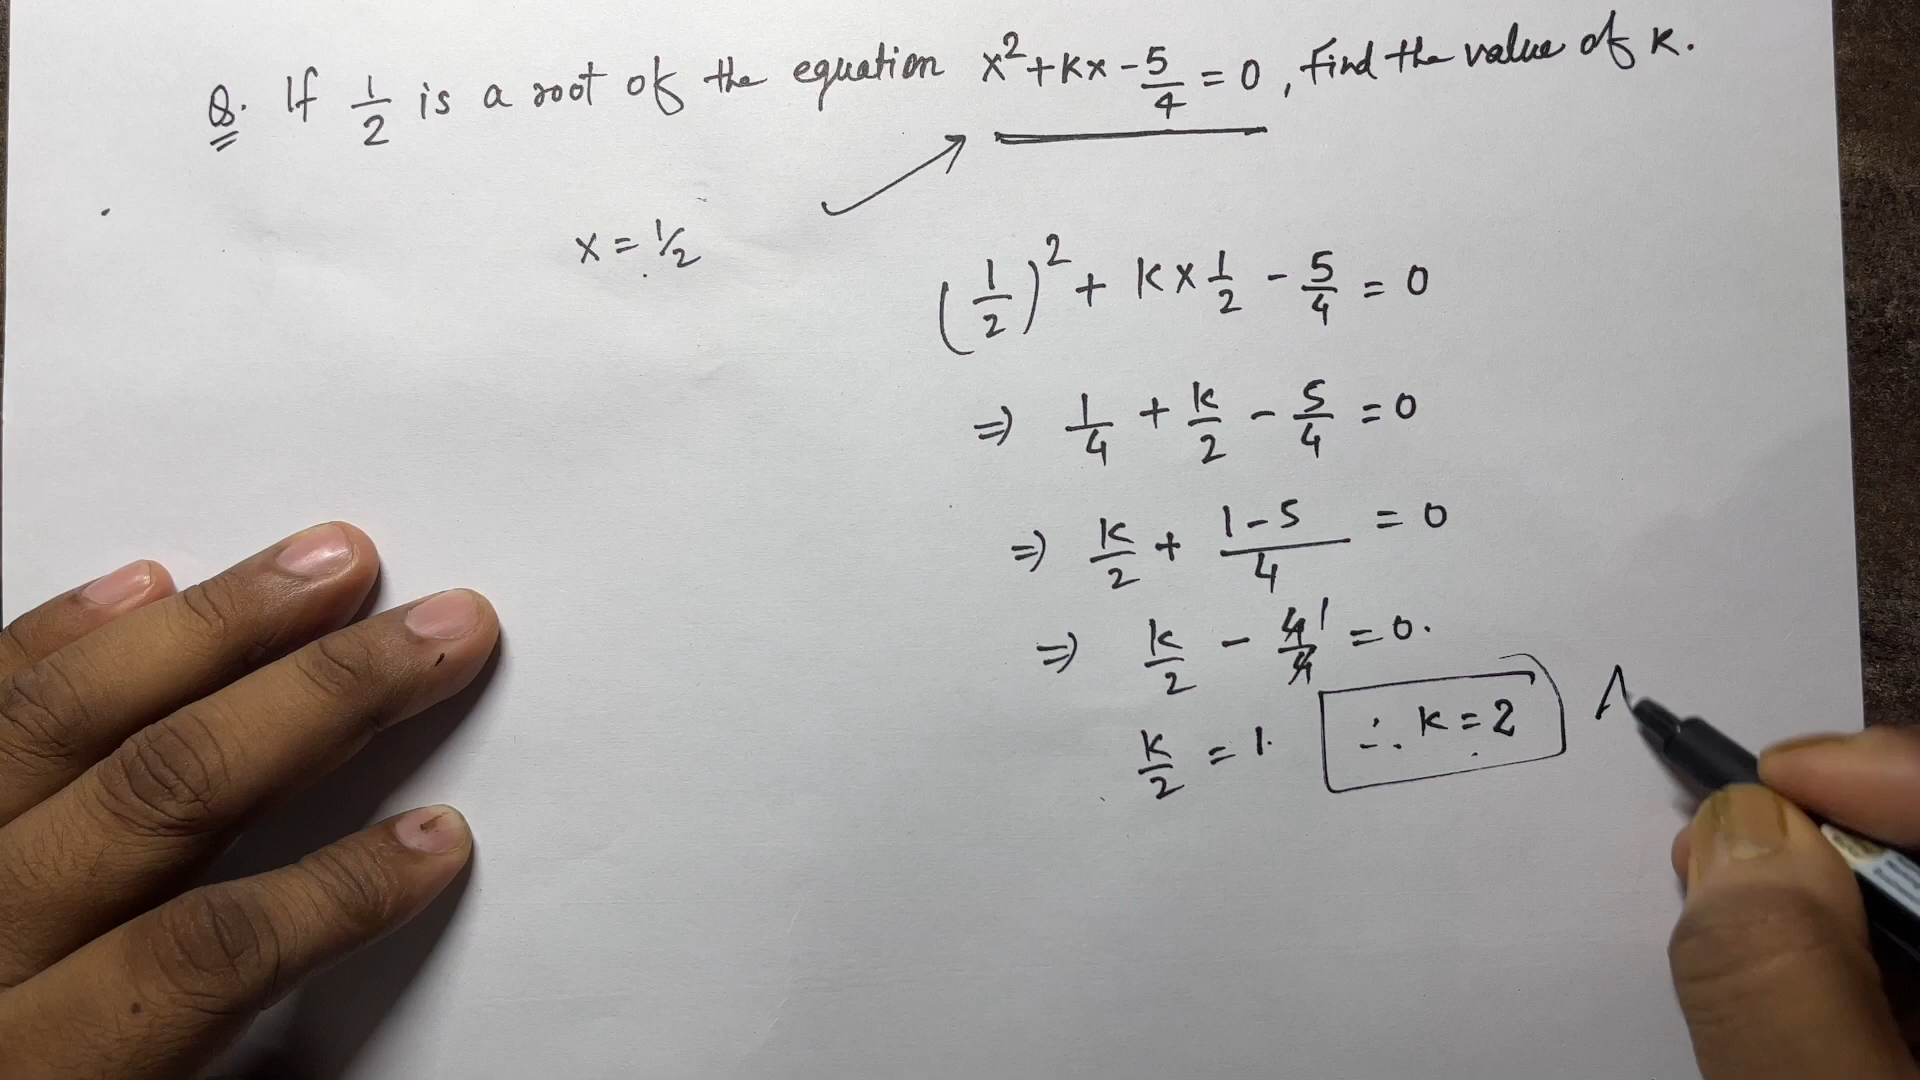 Q. If 1/2 is a root of the equation x² + kx - 5/4 = 0, find the value of k.
x = 1/2
(1/2)² + k × 1/2 - 5/4 = 0
⇒ 1/4 + k/2 - 5/4 = 0
⇒ k/2 + (1-5)/4 = 0
⇒ k/2 - 4/4 1 = 0.
k/2 = 1. ∴ k = 2